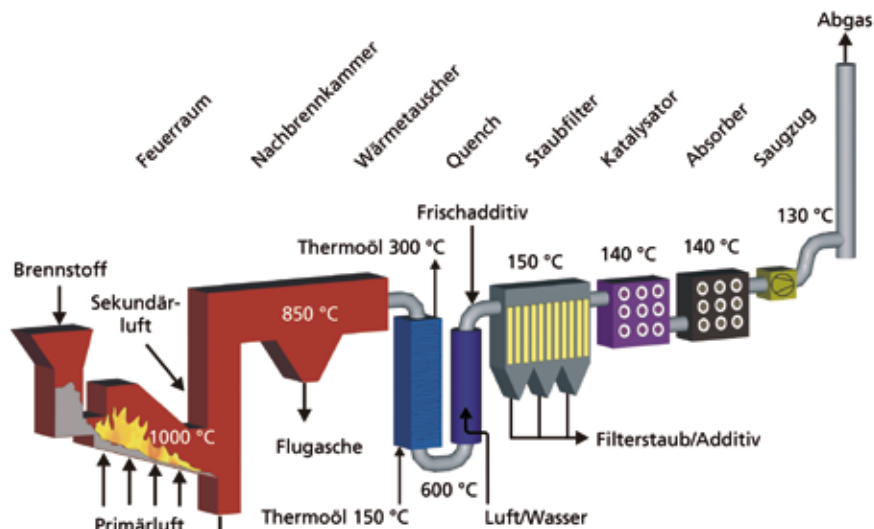 Abgas
Feuerraum
Nachbrennkammer
Wärmetauscher
Quench
Staubfilter
Katalysator
Absorber
Saugzug
Frischadditiv
130 °C
Thermoöl 300 °C
150 °C
140 °C
140 °C
Brennstoff
Sekundär-
luft
850 °C
1000 °C
Flugasche
Filterstaub/Additiv
600 °C
Primärluft
Thermoöl 150 °C
Luft/Wasser